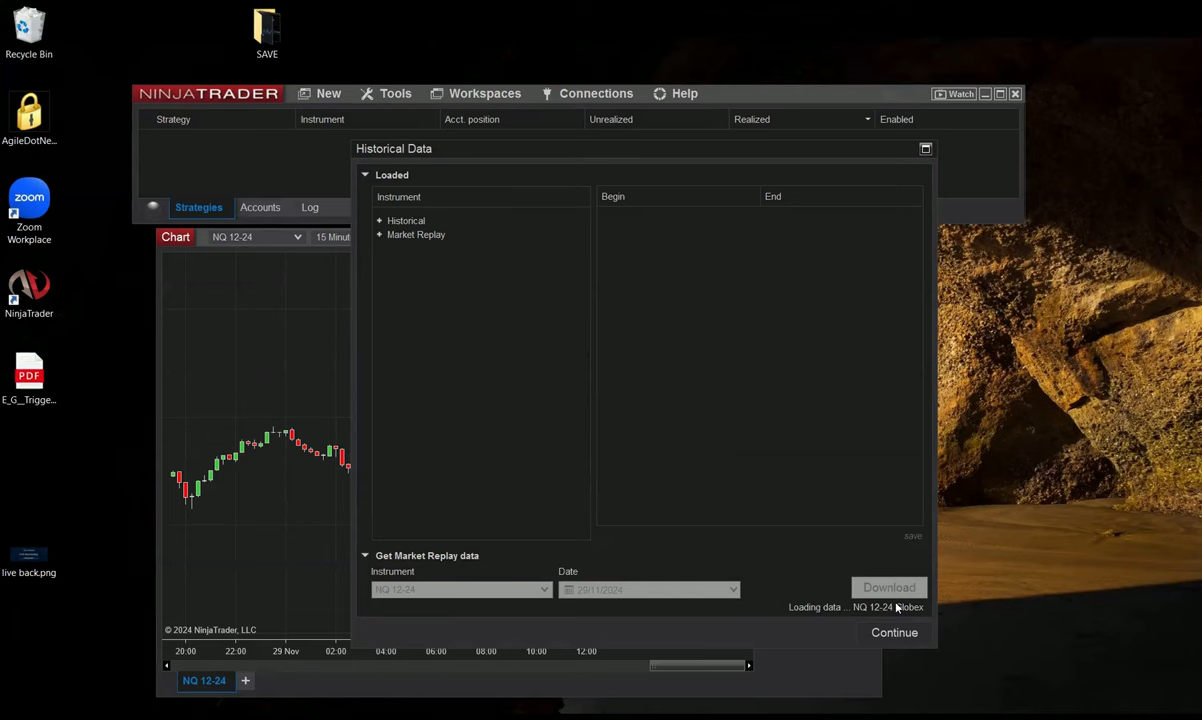 Recycle Bin
SAVE
AgileDotNe...
Zoom
Workplace
NinjaTrader
E_G__Trigge...
live back.png
NINJATRADER
New
Tools
Workspaces
Connections
Help
Watch
Strategy
Instrument
Acct. position
Unrealized
Realized
Enabled
Strategies
Accounts
Log
Chart
NQ 12-24
15 Minut
Historical Data
Loaded
Instrument
Begin
End
+ Historical
+ Market Replay
save
Get Market Replay data
Instrument
Date
NQ 12-24
29/11/2024
Download
Loading data ... NQ 12-24 Globex
Continue
© 2024 NinjaTrader, LLC
20:00 22:00 29 Nov 02:00 04:00 06:00 08:00 10:00 12:00
NQ 12-24 +
zoom
PDF